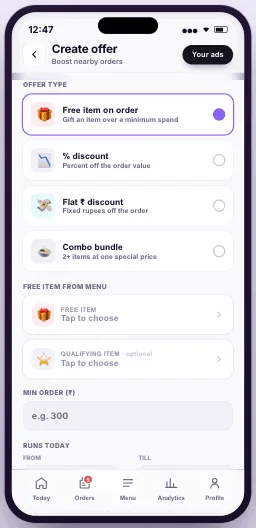 12:47
Create offer
Boost nearby orders
Your ads
OFFER TYPE
Free item on order
Gift an item over a minimum spend
% discount
Percent off the order value
Flat ₹ discount
Fixed rupees off the order
Combo bundle
2+ items at one special price
FREE ITEM FROM MENU
FREE ITEM
Tap to choose
QUALIFYING ITEM · optional
Tap to choose
MIN ORDER (₹)
e.g. 300
RUNS TODAY
FROM TILL
Today Orders Menu Analytics Profile